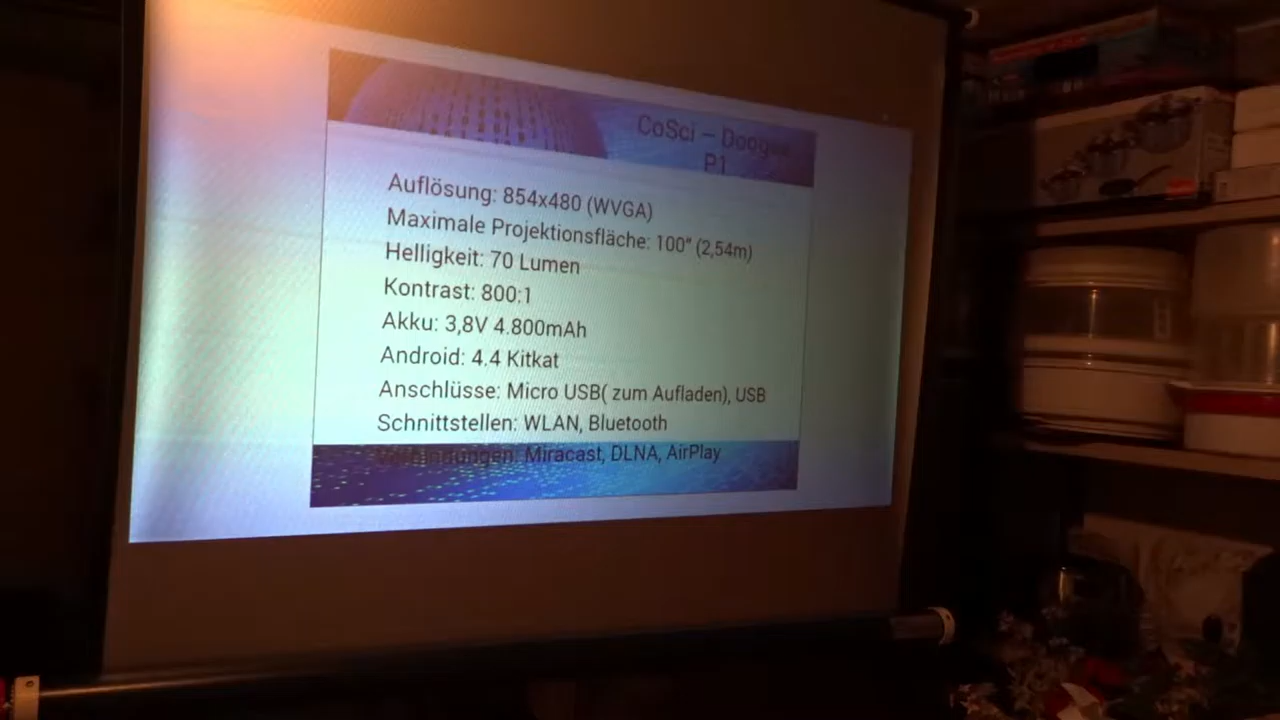 CoSci – Doogee
P1
Auflösung: 854x480 (WVGA)
Maximale Projektionsfläche: 100" (2,54m)
Helligkeit: 70 Lumen
Kontrast: 800:1
Akku: 3,8V 4.800mAh
Android: 4.4 Kitkat
Anschlüsse: Micro USB( zum Aufladen), USB
Schnittstellen: WLAN, Bluetooth
Verbindungen: Miracast, DLNA, AirPlay